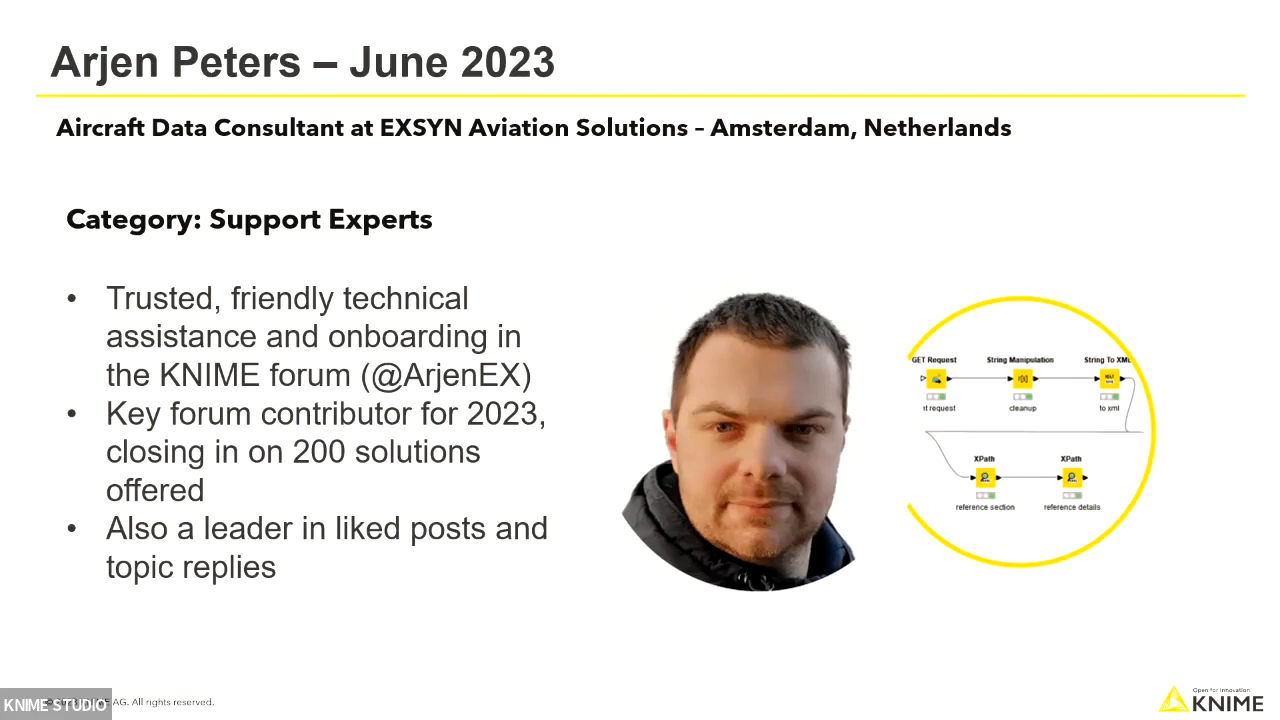 Arjen Peters – June 2023
Aircraft Data Consultant at EXSYN Aviation Solutions – Amsterdam, Netherlands
Category: Support Experts
• Trusted, friendly technical
assistance and onboarding in
the KNIME forum (@ArjenEX)
• Key forum contributor for 2023,
closing in on 200 solutions
offered
• Also a leader in liked posts and
topic replies
GET Request
String Manipulation
String To XML
request
cleanup
to xml
XPath
XPath
reference section
reference details
KNIME STUDIO
AG. All rights reserved.
Open for Innovation
KNIME